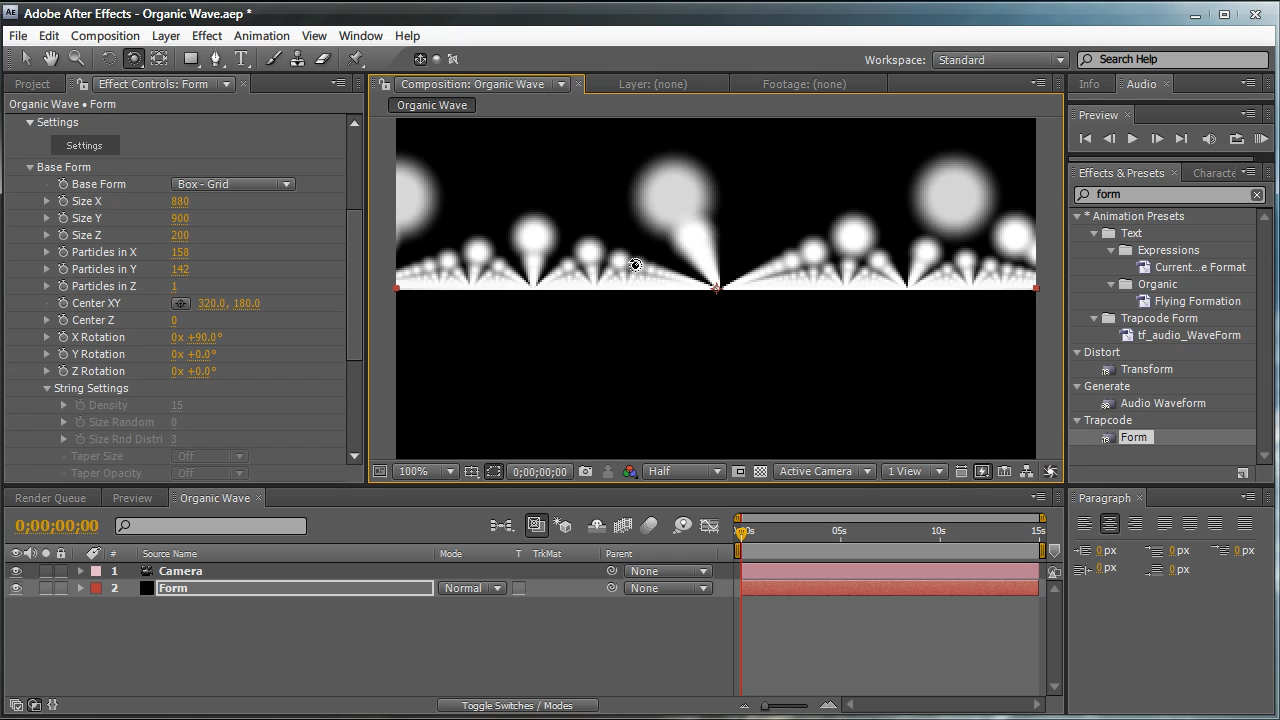 Adobe After Effects - Organic Wave.aep *
File Edit Composition Layer Effect Animation View Window Help
Workspace: Standard Search Help
Project Effect Controls: Form
Organic Wave • Form
Settings
Settings
Base Form
Base Form Box - Grid
Size X 880
Size Y 900
Size Z 200
Particles in X 158
Particles in Y 142
Particles in Z 1
Center XY 320.0, 180.0
Center Z 0
X Rotation 0x +90.0°
Y Rotation 0x +0.0°
Z Rotation 0x +0.0°
String Settings
Density 15
Size Random 0
Size Rnd Distri 3
Taper Size Off
Taper Opacity Off
Composition: Organic Wave Layer: (none) Footage: (none)
Organic Wave
100% 0;00;00;00 Half Active Camera 1 View
Info Audio
Preview
Effects & Presets Characte
form
* Animation Presets
Text
Expressions
Current...e Format
Organic
Flying Formation
Trapcode Form
tf_audio_WaveForm
Distort
Transform
Generate
Audio Waveform
Trapcode
Form
Render Queue Preview Organic Wave
0;00;00;00
05s 10s 15s
# Source Name Mode T TrkMat Parent
1 Camera None
2 Form Normal None
Toggle Switches / Modes
Paragraph
0 px 0 px 0 px
0 px 0 px